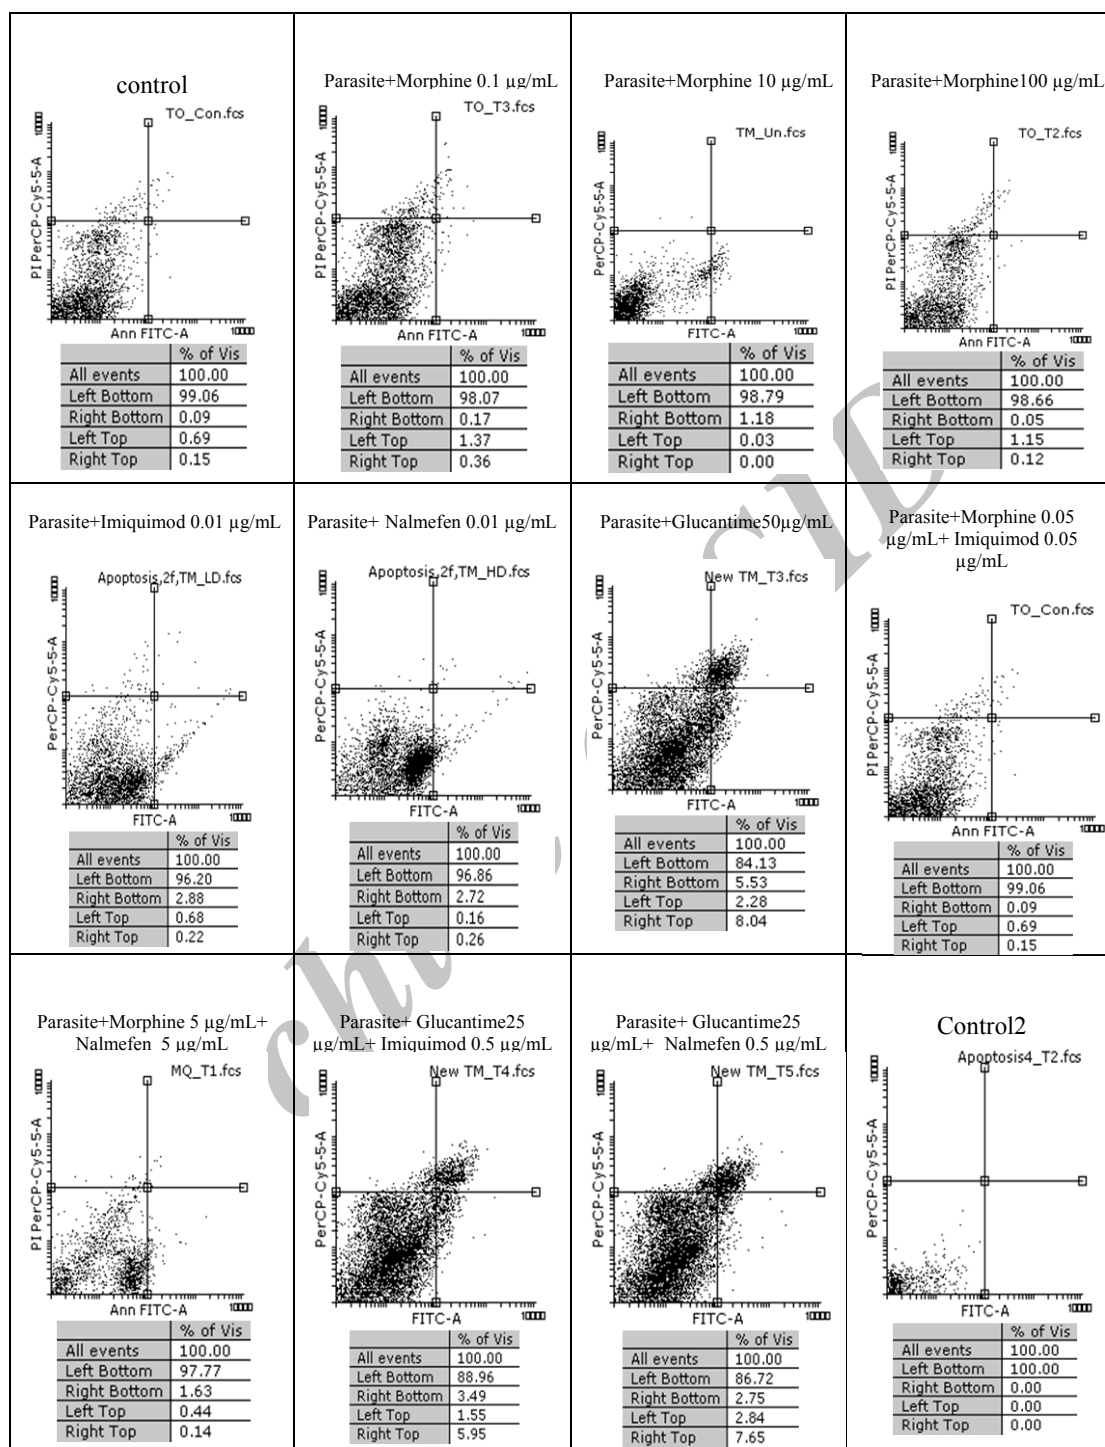 control
TO_Con.fcs
PI PerCP-Cy5-5-A
Ann FITC-A
10000
% of Vis
All events 100.00
Left Bottom 99.06
Right Bottom 0.09
Left Top 0.69
Right Top 0.15
Parasite+Morphine 0.1 µg/mL
TO_T3.fcs
PI PerCP-Cy5-5-A
Ann FITC-A
10000
% of Vis
All events 100.00
Left Bottom 98.07
Right Bottom 0.17
Left Top 1.37
Right Top 0.36
Parasite+Morphine 10 µg/mL
TM_Un.fcs
PerCP-Cy5-5-A
FITC-A
10000
% of Vis
All events 100.00
Left Bottom 98.79
Right Bottom 1.18
Left Top 0.03
Right Top 0.00
Parasite+Morphine100 µg/mL
TO_T2.fcs
PI PerCP-Cy5-5-A
Ann FITC-A
10000
% of Vis
All events 100.00
Left Bottom 98.66
Right Bottom 0.05
Left Top 1.15
Right Top 0.12
Parasite+Imiquimod 0.01 µg/mL
Apoptosis,2f,TM_LD.fcs
PerCP-Cy5-5-A
FITC-A
10000
% of Vis
All events 100.00
Left Bottom 96.20
Right Bottom 2.88
Left Top 0.68
Right Top 0.22
Parasite+ Nalmefen 0.01 µg/mL
Apoptosis,2f,TM_HD.fcs
PerCP-Cy5-5-A
FITC-A
10000
% of Vis
All events 100.00
Left Bottom 96.86
Right Bottom 2.72
Left Top 0.16
Right Top 0.26
Parasite+Glucantime50µg/mL
New TM_T3.fcs
PerCP-Cy5-5-A
FITC-A
10000
% of Vis
All events 100.00
Left Bottom 84.13
Right Bottom 5.53
Left Top 2.28
Right Top 8.04
Parasite+Morphine 0.05
µg/mL+ Imiquimod 0.05
µg/mL
TO_Con.fcs
PI PerCP-Cy5-5-A
Ann FITC-A
10000
% of Vis
All events 100.00
Left Bottom 99.06
Right Bottom 0.09
Left Top 0.69
Right Top 0.15
Parasite+Morphine 5 µg/mL+
Nalmefen 5 µg/mL
MQ_T1.fcs
PI PerCP-Cy5-5-A
Ann FITC-A
10000
% of Vis
All events 100.00
Left Bottom 97.77
Right Bottom 1.63
Left Top 0.44
Right Top 0.14
Parasite+ Glucantime25
µg/mL+ Imiquimod 0.5 µg/mL
New TM_T4.fcs
PerCP-Cy5-5-A
FITC-A
10000
% of Vis
All events 100.00
Left Bottom 88.96
Right Bottom 3.49
Left Top 1.55
Right Top 5.95
Parasite+ Glucantime25
µg/mL+ Nalmefen 0.5 µg/mL
New TM_T5.fcs
PerCP-Cy5-5-A
FITC-A
10000
% of Vis
All events 100.00
Left Bottom 86.72
Right Bottom 2.75
Left Top 2.84
Right Top 7.65
Control2
Apoptosis4_T2.fcs
PerCP-Cy5-5-A
FITC-A
10000
% of Vis
All events 100.00
Left Bottom 100.00
Right Bottom 0.00
Left Top 0.00
Right Top 0.00